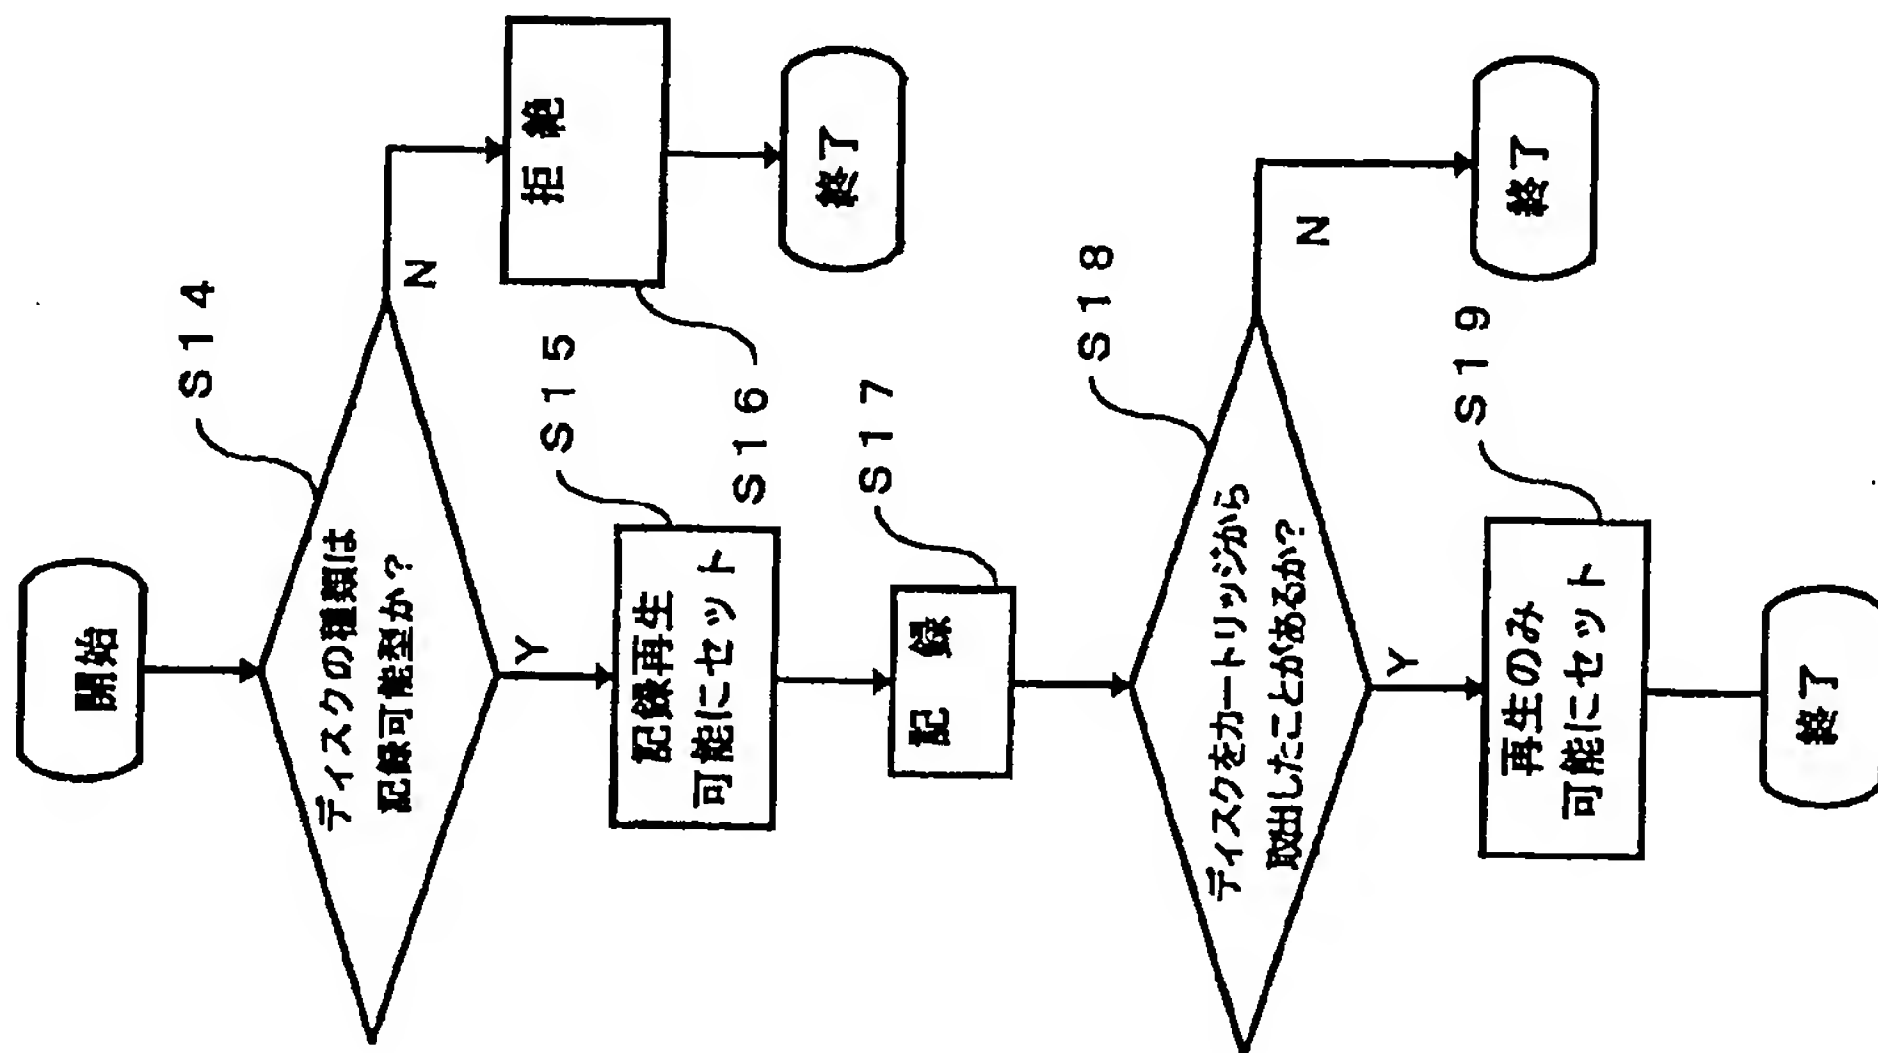 開始
S14
ディスクの種類は
記録可能型か?
N
Y
S15
記録再生
可能にセット
拒絶
S16
終了
記録
S17
S18
ディスクをカートリッジから
取出したことがあるか?
N
終了
Y
再生のみ
可能にセット
S19
終了